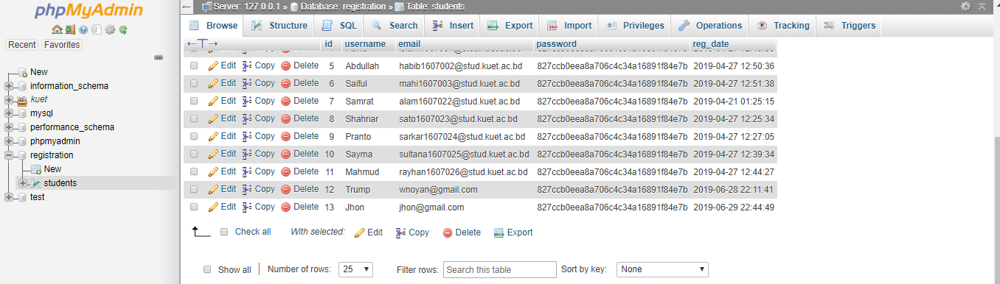 phpMyAdmin
Recent Favorites
New
information_schema
kuet
mysql
performance_schema
phpmyadmin
registration
New
students
test
Server: 127.0.0.1 » Database: registration » Table: students
Browse Structure SQL Search Insert Export Import Privileges Operations Tracking Triggers
id username email password reg_date
Edit Copy Delete 5 Abdullah habib1607002@stud.kuet.ac.bd 827ccb0eea8a706c4c34a16891f84e7b 2019-04-27 12:50:36
Edit Copy Delete 6 Saiful mahi1607003@stud.kuet.ac.bd 827ccb0eea8a706c4c34a16891f84e7b 2019-04-27 12:51:38
Edit Copy Delete 7 Samrat alam1607022@stud.kuet.ac.bd 827ccb0eea8a706c4c34a16891f84e7b 2019-04-21 01:25:15
Edit Copy Delete 8 Shahriar sato1607023@stud.kuet.ac.bd 827ccb0eea8a706c4c34a16891f84e7b 2019-04-27 12:25:34
Edit Copy Delete 9 Pranto sarkar1607024@stud.kuet.ac.bd 827ccb0eea8a706c4c34a16891f84e7b 2019-04-27 12:27:05
Edit Copy Delete 10 Sayma sultana1607025@stud.kuet.ac.bd 827ccb0eea8a706c4c34a16891f84e7b 2019-04-27 12:39:34
Edit Copy Delete 11 Mahmud rayhan1607026@stud.kuet.ac.bd 827ccb0eea8a706c4c34a16891f84e7b 2019-04-27 12:44:27
Edit Copy Delete 12 Trump wnoyan@gmail.com 827ccb0eea8a706c4c34a16891f84e7b 2019-06-28 22:11:41
Edit Copy Delete 13 Jhon jhon@gmail.com 827ccb0eea8a706c4c34a16891f84e7b 2019-06-29 22:44:49
Check all With selected: Edit Copy Delete Export
Show all Number of rows: 25 Filter rows: Search this table Sort by key: None